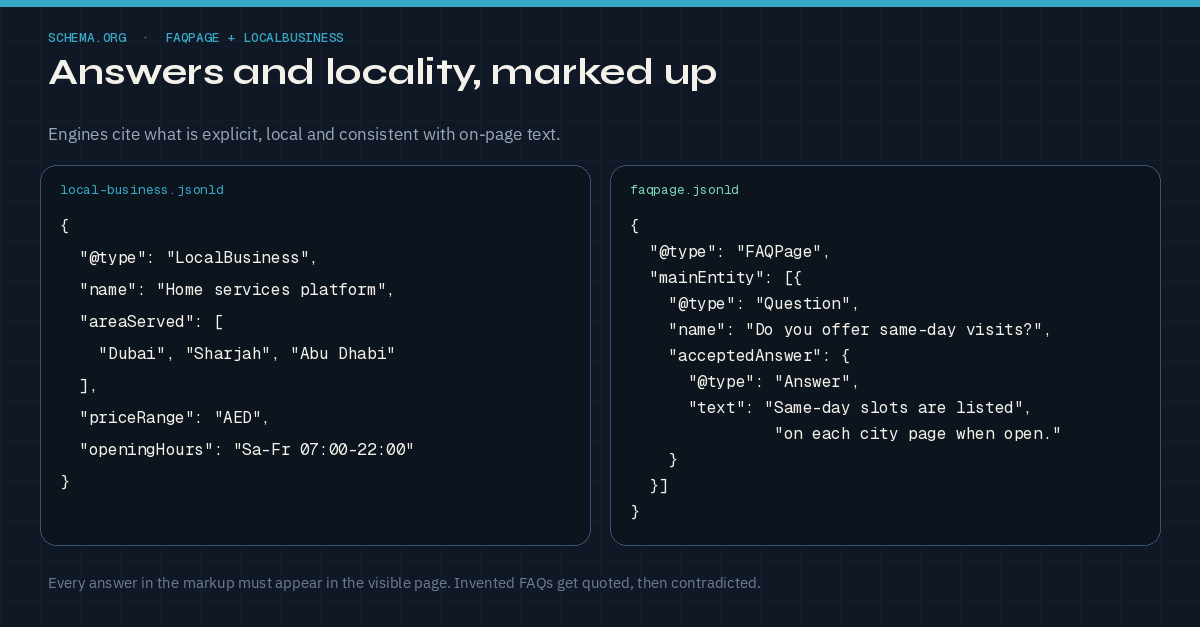 SCHEMA.ORG · FAQPAGE + LOCALBUSINESS
Answers and locality, marked up
Engines cite what is explicit, local and consistent with on-page text.
local-business.jsonld
{
  "@type": "LocalBusiness",
  "name": "Home services platform",
  "areaServed": [
    "Dubai", "Sharjah", "Abu Dhabi"
  ],
  "priceRange": "AED",
  "openingHours": "Sa-Fr 07:00-22:00"
}
faqpage.jsonld
{
  "@type": "FAQPage",
  "mainEntity": [{
    "@type": "Question",
    "name": "Do you offer same-day visits?",
    "acceptedAnswer": {
      "@type": "Answer",
      "text": "Same-day slots are listed",
               "on each city page when open."
    }
  }]
}
Every answer in the markup must appear in the visible page. Invented FAQs get quoted, then contradicted.